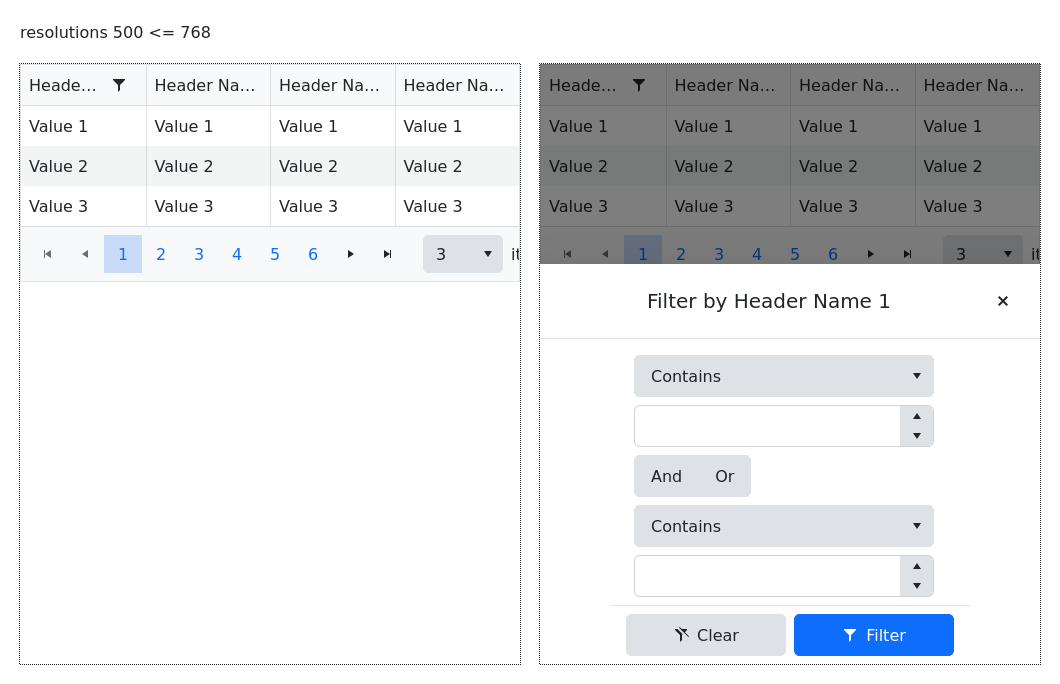 resolutions 500 <= 768
Heade... Header Na... Header Na... Header Na...
Value 1 Value 1 Value 1 Value 1
Value 2 Value 2 Value 2 Value 2
Value 3 Value 3 Value 3 Value 3
1 2 3 4 5 6 3 it
Heade... Header Na... Header Na... Header Na...
Value 1 Value 1 Value 1 Value 1
Value 2 Value 2 Value 2 Value 2
Value 3 Value 3 Value 3 Value 3
1 2 3 4 5 6 3 it
Filter by Header Name 1
Contains
And Or
Contains
Clear Filter